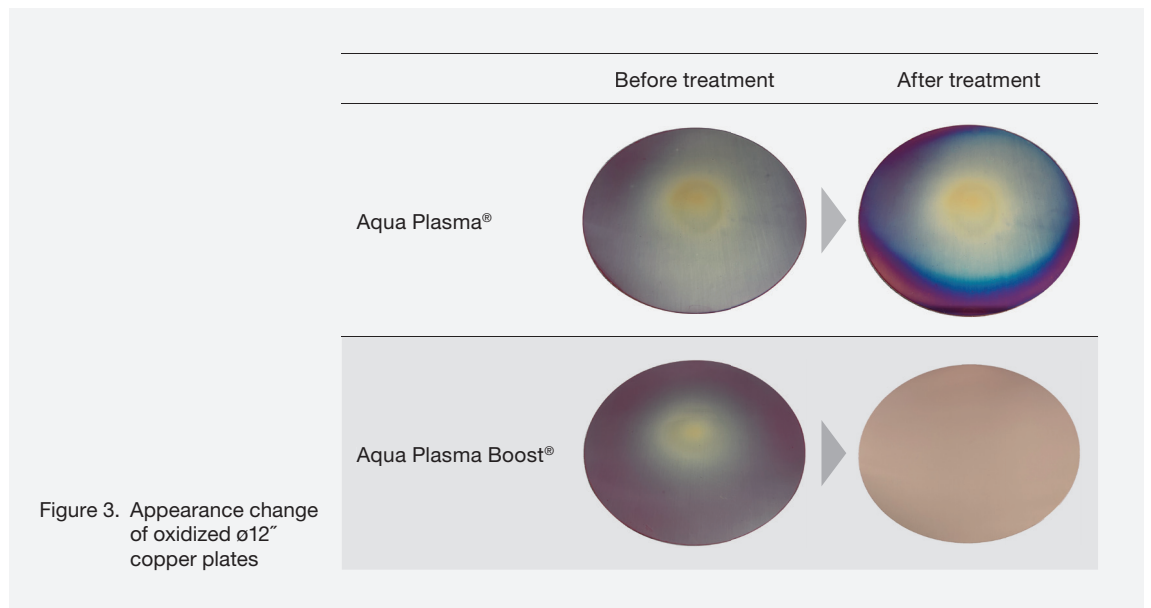 Before treatment
After treatment
Aqua Plasma®
Aqua Plasma Boost®
Figure 3. Appearance change
of oxidized ø12˝
copper plates